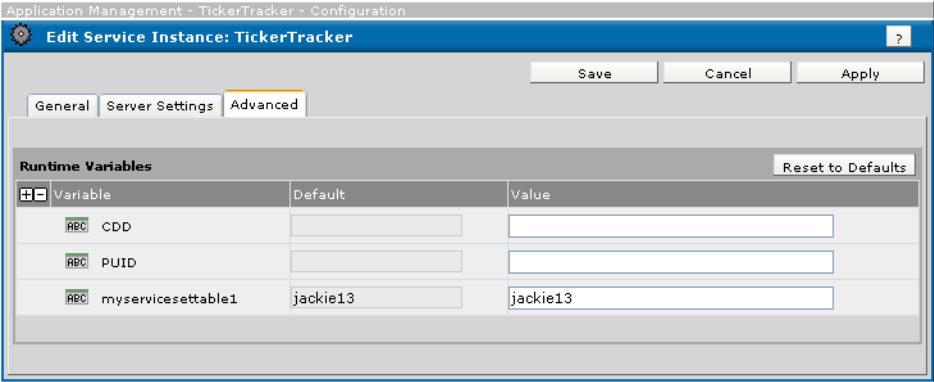 Application Management - TickerTracker - Configuration
Edit Service Instance: TickerTracker
?
Save Cancel Apply
General Server Settings Advanced
Runtime Variables Reset to Defaults
Variable Default Value
ABC CDD
ABC PUID
ABC myservicesettable1 jackie13 jackie13